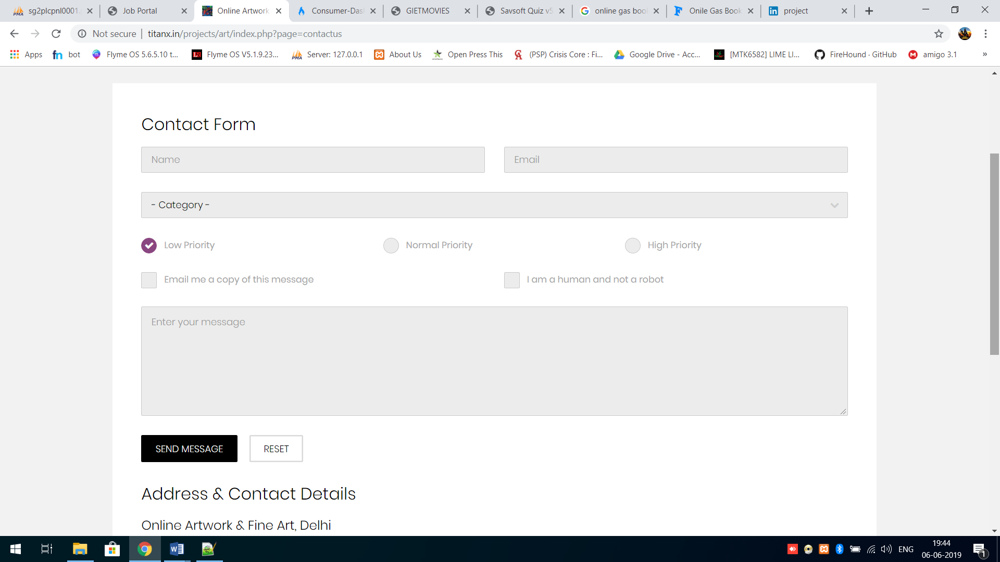 sg2plcpnl0001. Job Portal Online Artwork Consumer-Das GIETMOVIES Savsoft Quiz v5 online gas boo Onile Gas Book project
Not secure | titanx.in/projects/art/index.php?page=contactus
Apps bot Flyme OS 5.6.5.10 t... Flyme OS V5.1.9.23... Server: 127.0.0.1 About Us Open Press This (PSP) Crisis Core : Fi... Google Drive - Acc... [MTK6582] LIME LI... FireHound · GitHub amigo 3.1 »
Contact Form
Name Email
- Category -
Low Priority Normal Priority High Priority
Email me a copy of this message I am a human and not a robot
Enter your message
SEND MESSAGE RESET
Address & Contact Details
Online Artwork & Fine Art, Delhi
ENG 19:44
06-06-2019 1